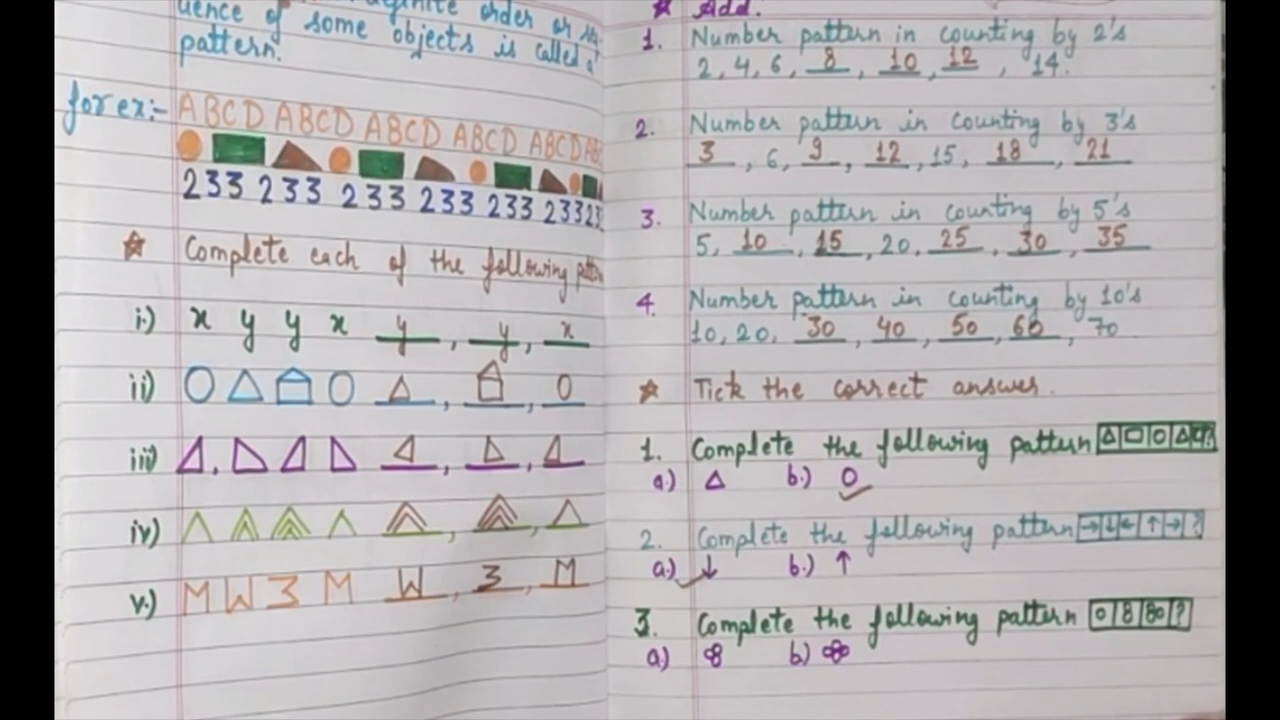 order or
uence of some objects is called a
pattern.
for ex:- ABCD ABCD ABCD ABCD ABCD ABC
233 233 233 233 233 233 23
Complete each of the following
i.) x y y x y, y, x
ii)
iii)
iv)
v.) M W 3 M W, 3, M
Add.
1. Number pattern in counting by 2's
2, 4, 6, 8, 10, 12, 14.
2. Number pattern in counting by 3's
3, 6, 9, 12, 15, 18, 21
3. Number pattern in counting by 5's
5, 10, 15, 20, 25, 30, 35
4. Number pattern in counting by 10's
10, 20, 30, 40, 50, 60, 70
Tick the correct answer.
1. Complete the following pattern ?
a.) b.)
2. Complete the following pattern → ↓ ← ↑ → ?
a.) ↓ b.) ↑
3. Complete the following pattern ?
a) b)